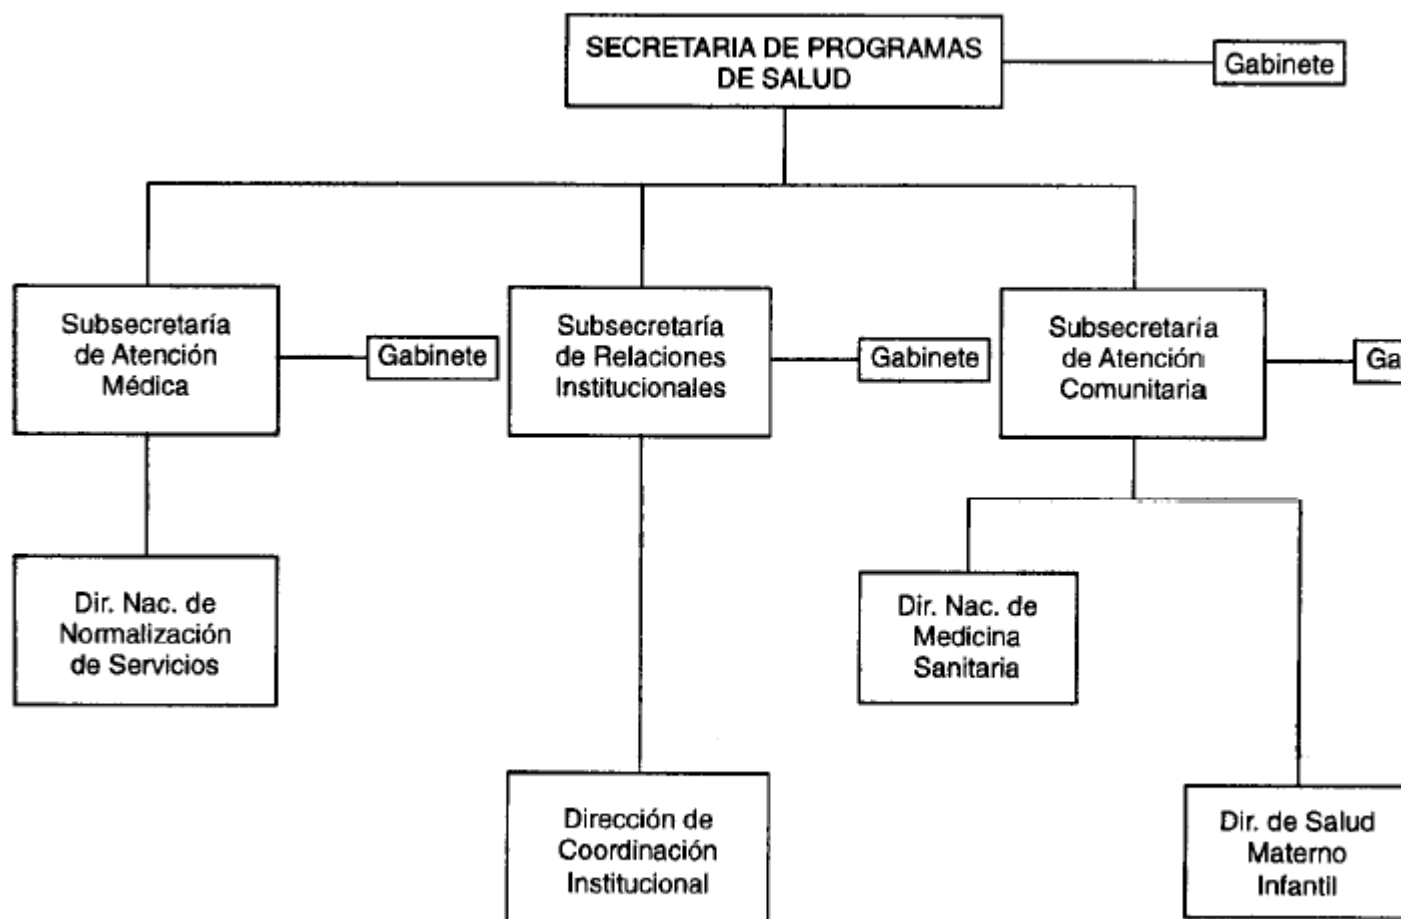 SECRETARIA DE PROGRAMAS
DE SALUD
Gabinete
Subsecretaría
de Atención
Médica
Gabinete
Subsecretaría
de Relaciones
Institucionales
Gabinete
Subsecretaria
de Atención
Comunitaria
Ga
Dir. Nac. de
Normalización
de Servicios
Dir. Nac. de
Medicina
Sanitaria
Dirección de
Coordinación
Institucional
Dir. de Salud
Materno
Infantil